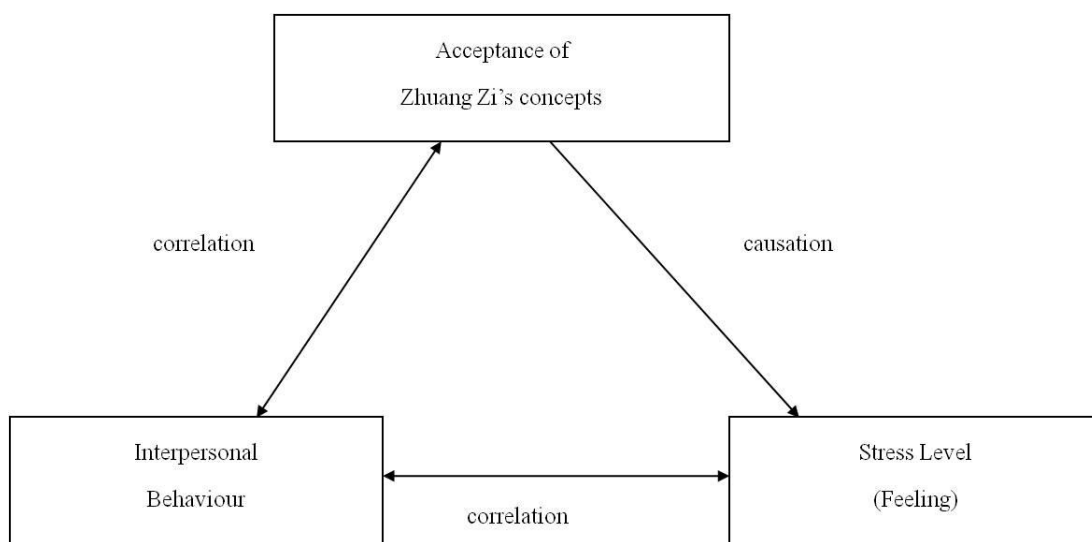 Acceptance of
Zhuang Zi’s concepts
correlation
causation
Interpersonal
Behaviour
Stress Level
(Feeling)
correlation